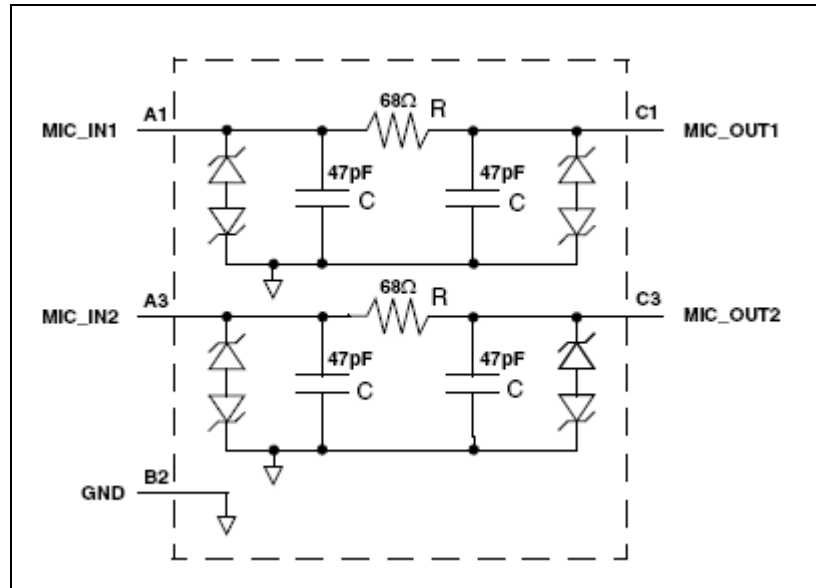 68Ω R
A1 C1
MIC_IN1 MIC_OUT1
47pF 47pF
C C
68Ω R
A3 C3
MIC_IN2 MIC_OUT2
47pF 47pF
C C
B2
GND